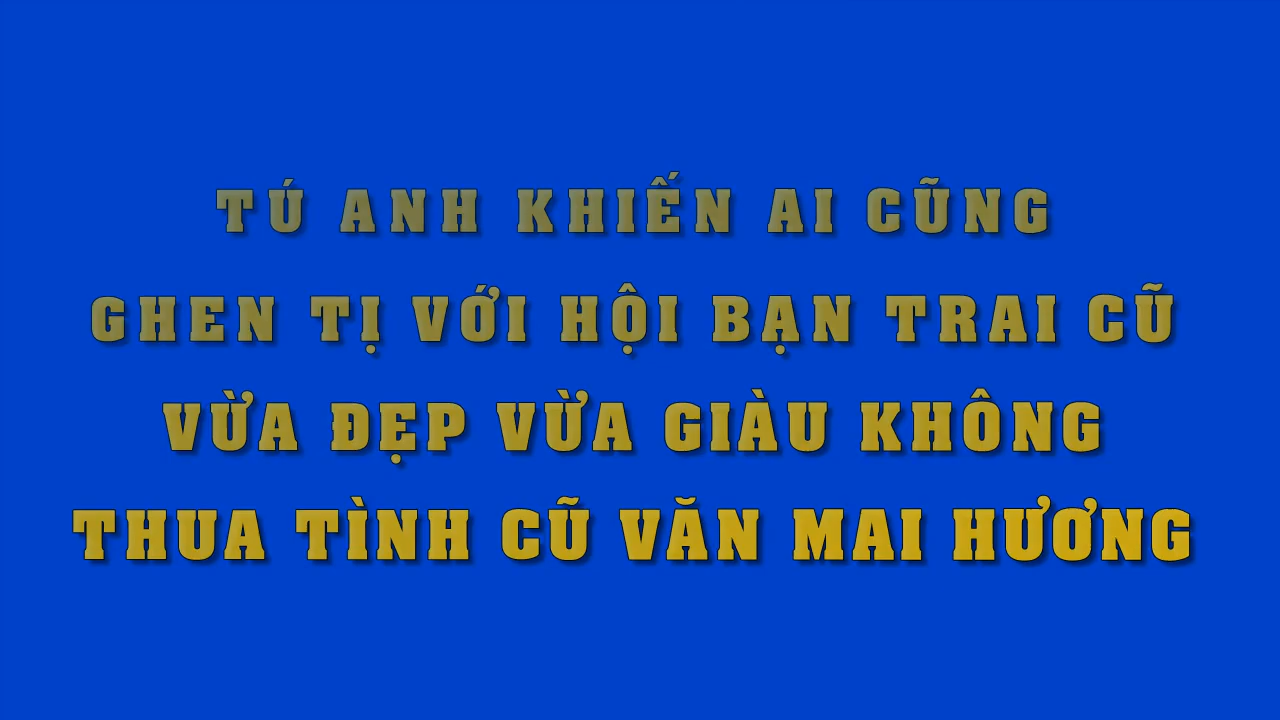 TÚ ANH KHIẾN AI CŨNG
GHEN TỊ VỚI HỘI BẠN TRAI CŨ
VỪA ĐẸP VỪA GIÀU KHÔNG
THUA TÌNH CŨ VĂN MAI HƯƠNG